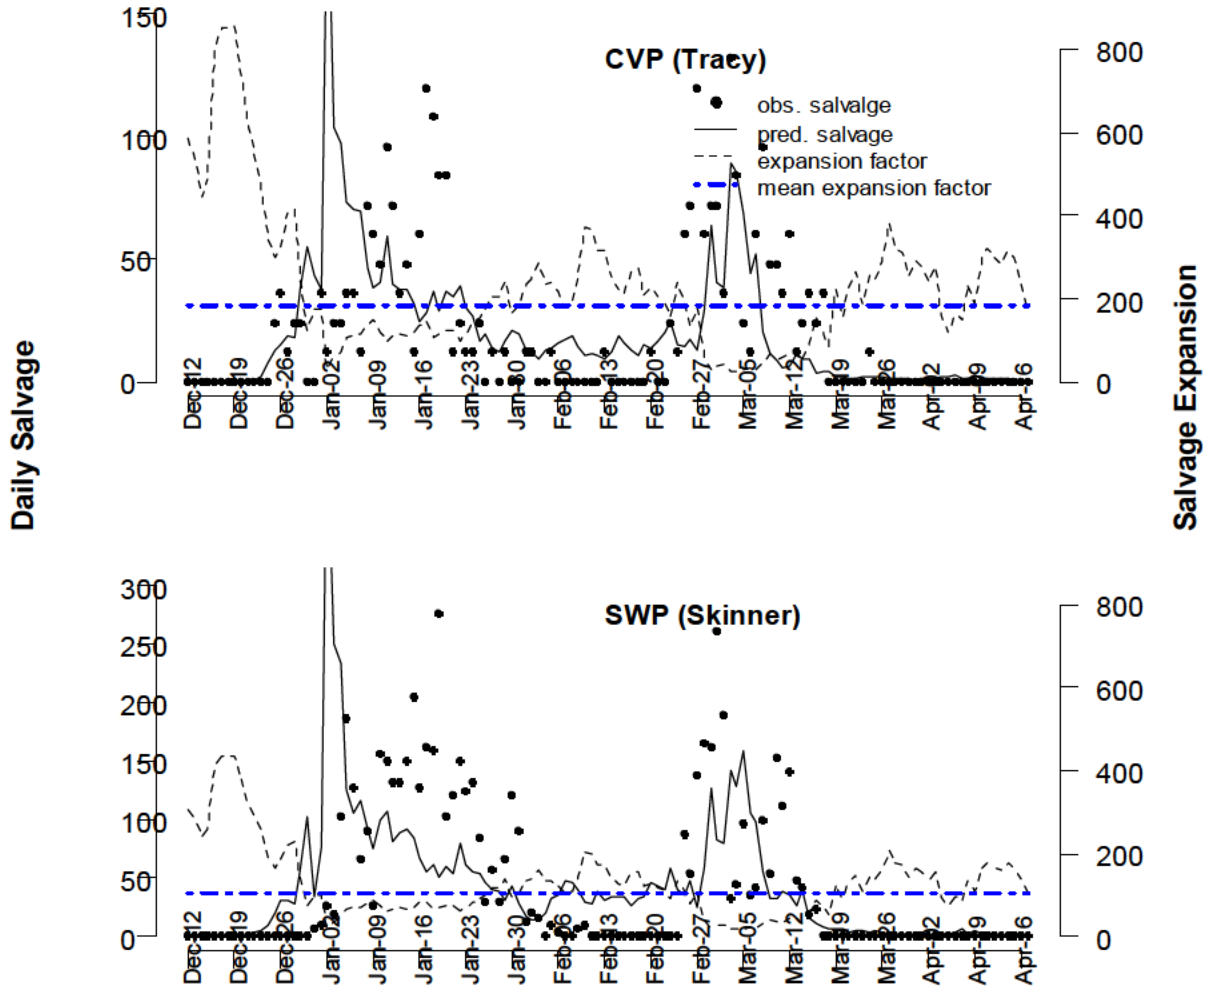 Daily Salvage
Salvage Expansion
CVP (Tracy)
obs. salvalge
pred. salvage
expansion factor
mean expansion factor
150
100
50
0
800
600
400
200
0
Dec-12
Dec-19
Dec-26
Jan-02
Jan-09
Jan-16
Jan-23
Jan-30
Feb-06
Feb-13
Feb-20
Feb-27
Mar-05
Mar-12
Mar-19
Mar-26
Apr-02
Apr-09
Apr-16
SWP (Skinner)
300
250
200
150
100
50
0
800
600
400
200
0
Dec-12
Dec-19
Dec-26
Jan-02
Jan-09
Jan-16
Jan-23
Jan-30
Feb-06
Feb-13
Feb-20
Feb-27
Mar-05
Mar-12
Mar-19
Mar-26
Apr-02
Apr-09
Apr-16